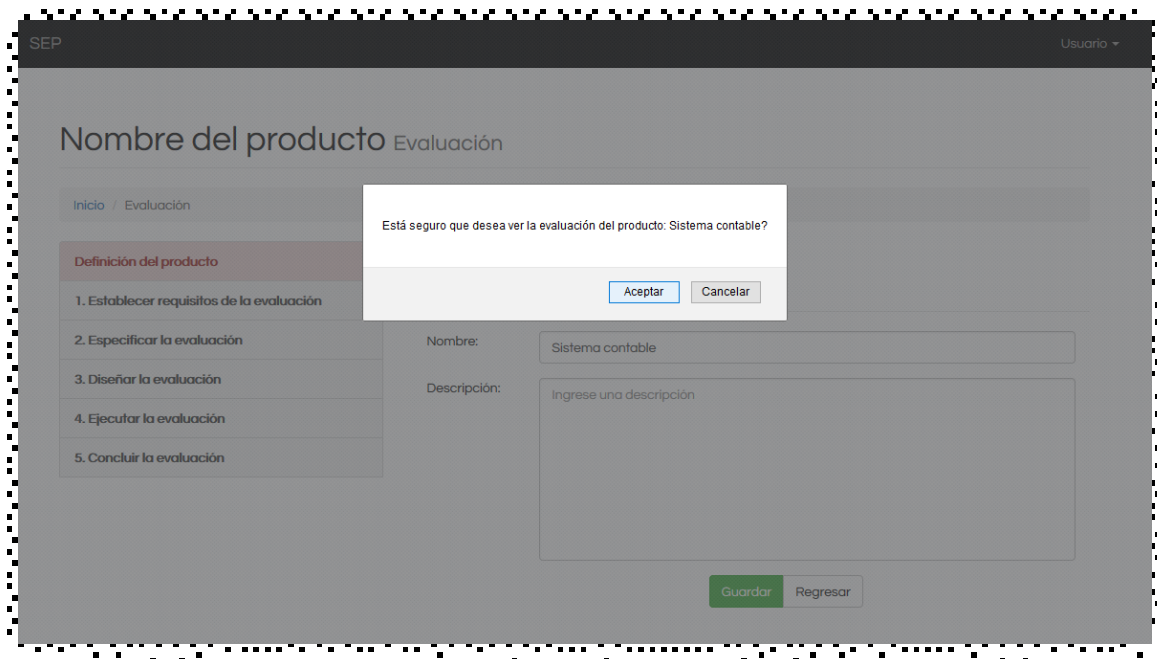 SEP
Usuario
Nombre del producto Evaluación
Inicio / Evaluación
Está seguro que desea ver la evaluación del producto: Sistema contable?
Aceptar
Cancelar
Definición del producto
1. Establecer requisitos de la evaluación
2. Especificar la evaluación
3. Diseñar la evaluación
4. Ejecutar la evaluación
5. Concluir la evaluación
Nombre:
Sistema contable
Descripción:
Ingrese una descripción
Guardar
Regresar